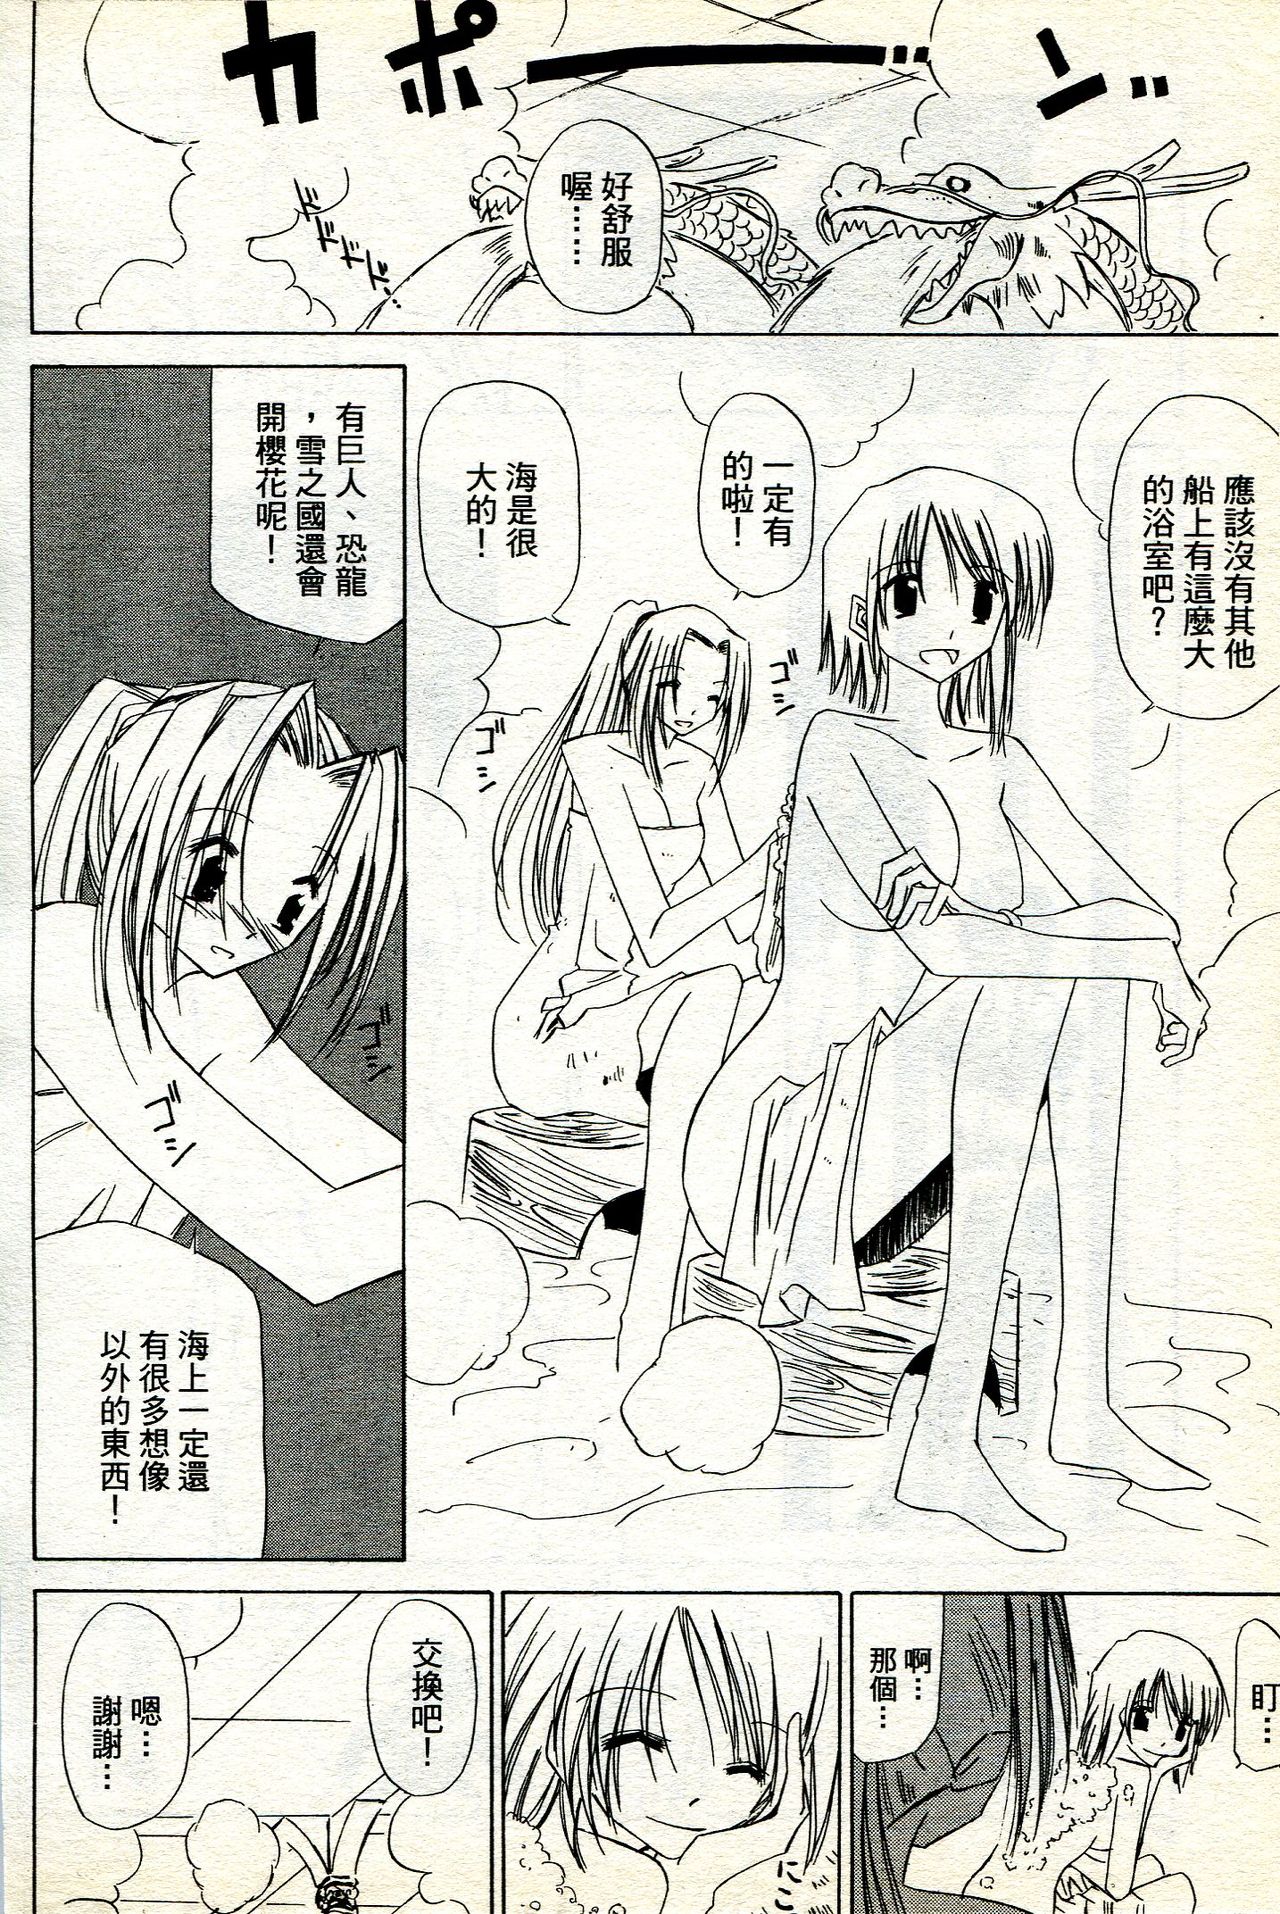 カポーーン
好舒服
喔……
ドドドド…
應該沒有其他
船上有這麼大
的浴室吧？
一定有
的啦！
海是很
大的！
ゴシ
ゴシ
有巨人、恐龍
，雪之國還會
開櫻花呢！
ゴシ
ゴシ
海上一定還
有很多想像
以外的東西！
盯…
啊…
那個…
にこ
交換吧！
嗯…
謝謝…